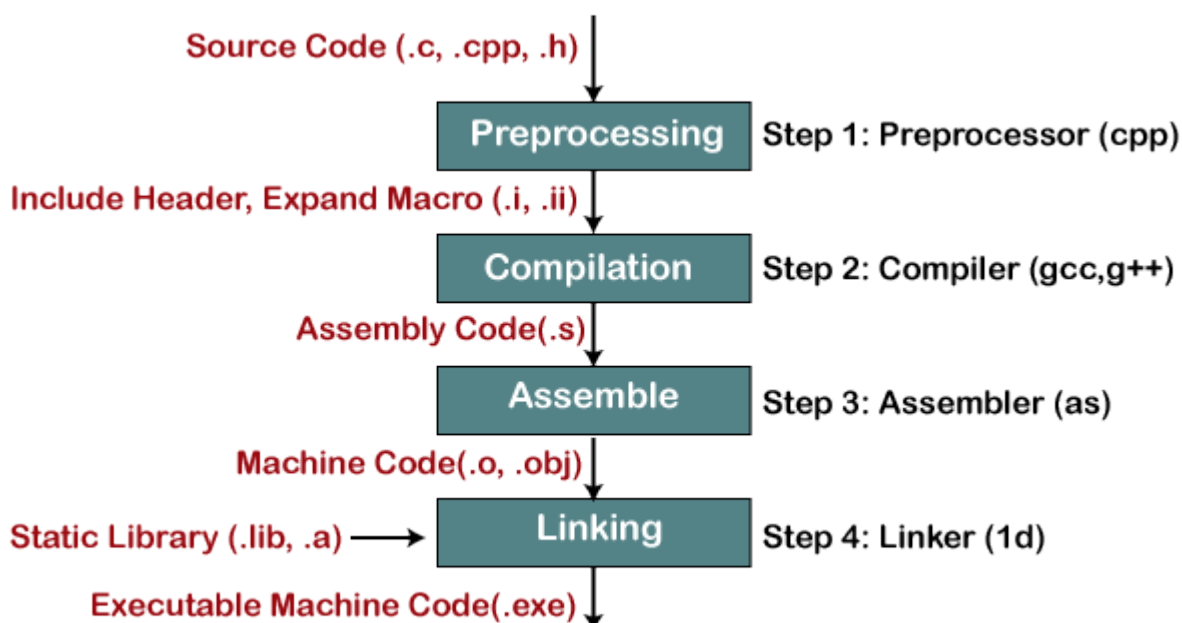 Source Code (.c, .cpp, .h)
Preprocessing
Step 1: Preprocessor (cpp)
Include Header, Expand Macro (.i, .ii)
Compilation
Step 2: Compiler (gcc,g++)
Assembly Code(.s)
Assemble
Step 3: Assembler (as)
Machine Code(.o, .obj)
Static Library (.lib, .a)
Linking
Step 4: Linker (1d)
Executable Machine Code(.exe)